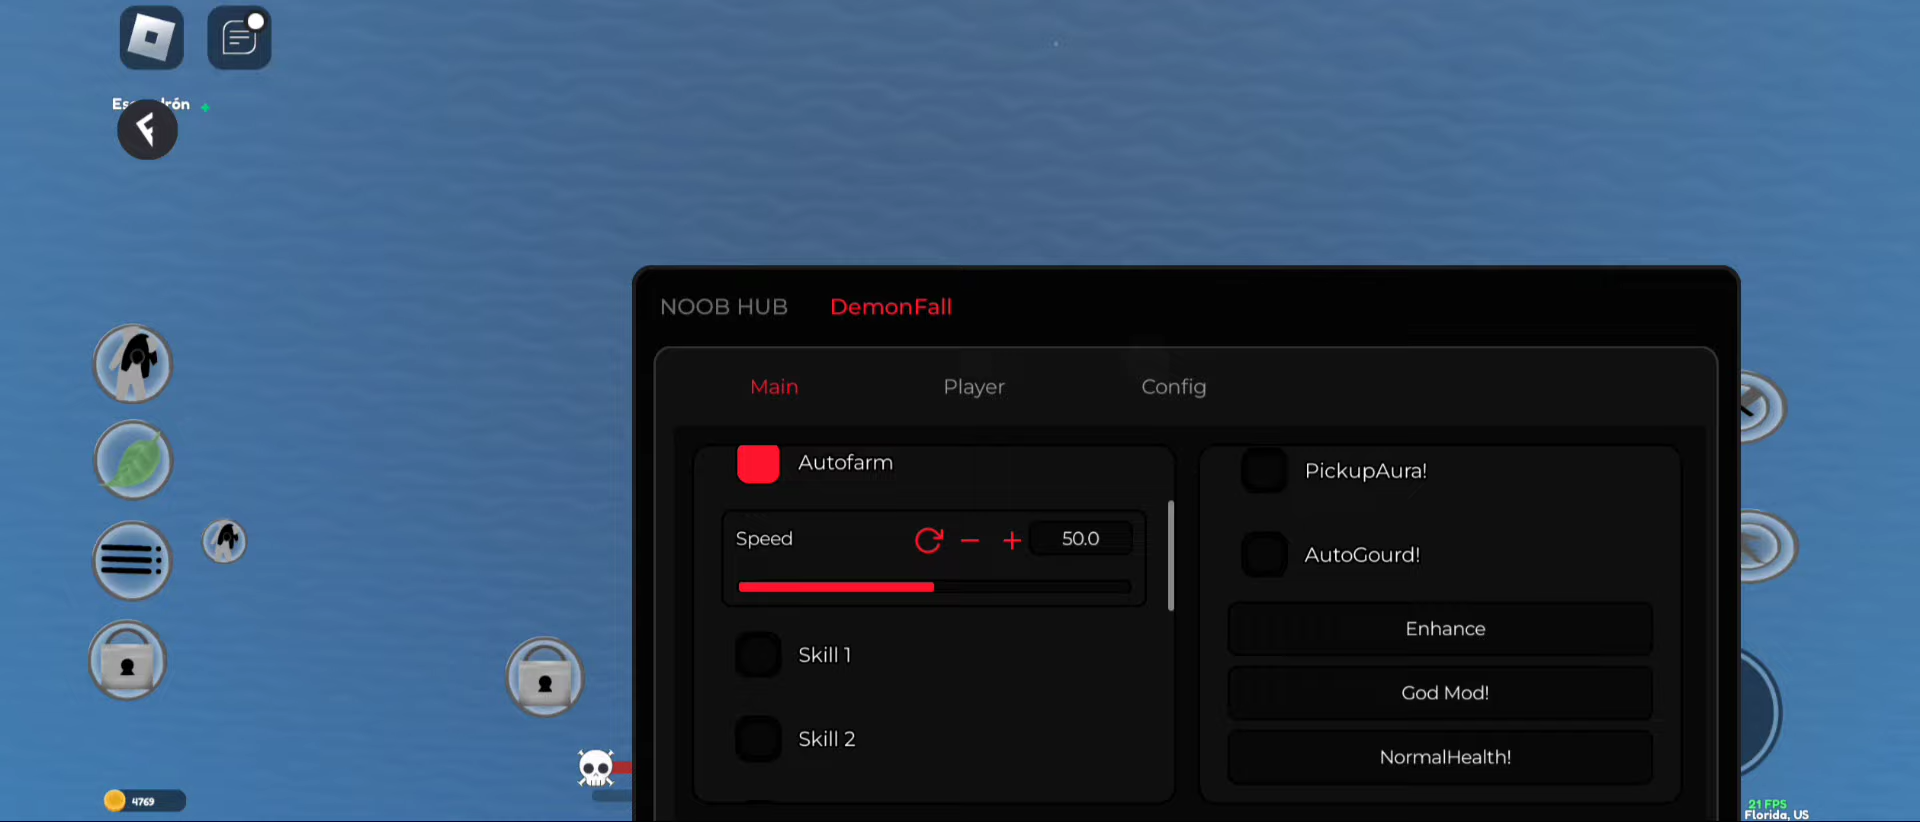 NOOB HUB DemonFall
Main Player Config
Autofarm
Speed 50.0
Skill 1
Skill 2
PickupAura!
AutoGourd!
Enhance
God Mod!
NormalHealth!
4769
21 FPS
Florida, US